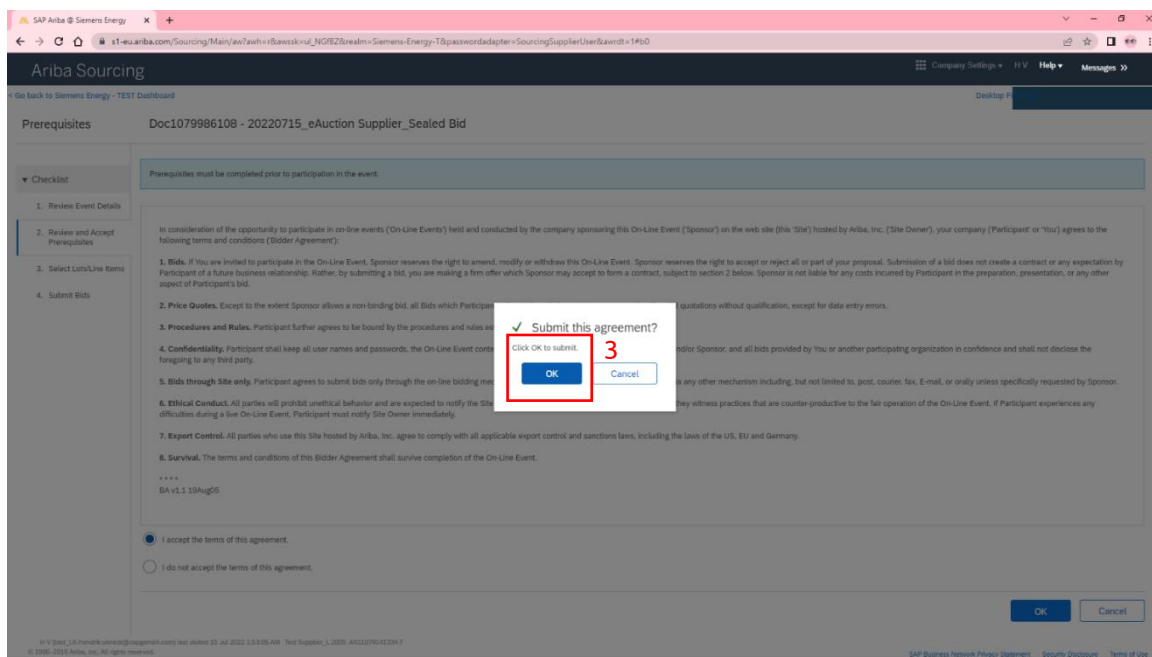 SAP Ariba @ Siemens Energy
s1-eu.ariba.com/Sourcing/Main/aw?awh=r&awssk=uI_NGfBZ&realm=Siemens-Energy-T&passwordadapter=SourcingSupplierUser&awrdt=1#b0
Ariba Sourcing
Company Settings
H V
Help
Messages
Go back to Siemens Energy - TEST Dashboard
Desktop
Prerequisites
Doc1079986108 - 20220715_eAuction Supplier_Sealed Bid
Checklist
1. Review Event Details
2. Review and Accept
Prerequisites
3. Select Lots/Line Items
4. Submit Bids
Prerequisites must be completed prior to participation in the event.
In consideration of the opportunity to participate in on-line events ('On-Line Events') held and conducted by the company sponsoring this On-Line Event ('Sponsor') on the web site (this 'Site') hosted by Ariba, Inc. ('Site Owner'), your company ('Participant' or 'You') agrees to the
following terms and conditions ('Bidder Agreement'):
1. Bids. If You are invited to participate in the On-Line Event, Sponsor reserves the right to amend, modify or withdraw this On-Line Event. Sponsor reserves the right to accept or reject all or part of your proposal. Submission of a bid does not create a contract or any expectation by
Participant of a future business relationship. Rather, by submitting a bid, you are making a firm offer which Sponsor may accept to form a contract, subject to section 2 below. Sponsor is not liable for any costs incurred by Participant in the preparation, presentation, or any other
aspect of Participant's bid.
2. Price Quotes. Except to the extent Sponsor allows a non-binding bid, all Bids which Participan
quotations without qualification, except for data entry errors.
3. Procedures and Rules. Participant further agrees to be bound by the procedures and rules
4. Confidentiality. Participant shall keep all user names and passwords, the On-Line Event
and/or Sponsor, and all bids provided by You or another participating organization in confidence and shall not disclose the
foregoing to any third party.
5. Bids through Site only. Participant agrees to submit bids only through the on-line bidding
any other mechanism including, but not limited to, post, courier, fax, E-mail, or orally unless specifically requested by Sponsor.
6. Ethical Conduct. All parties will prohibit unethical behavior and are expected to notify the Site
they witness practices that are counter-productive to the fair operation of the On-Line Event. If Participant experiences any
difficulties during a live On-Line Event, Participant must notify Site Owner immediately.
7. Export Control. All parties who use this Site hosted by Ariba, Inc. agree to comply with all applicable export control and sanctions laws, including the laws of the US, EU and Germany.
8. Survival. The terms and conditions of this Bidder Agreement shall survive completion of the On-Line Event.
* * * *
BA v1.1 19Aug05
I accept the terms of this agreement.
I do not accept the terms of this agreement.
OK
Cancel
Submit this agreement?
Click OK to submit.
3
OK
Cancel
last visited 15 Jul 2022 1:53:05 AM
© 1996-2019 Ariba, Inc. All rights reserved.
SAP Business Network Privacy Statement
Security Disclosure
Terms of Use